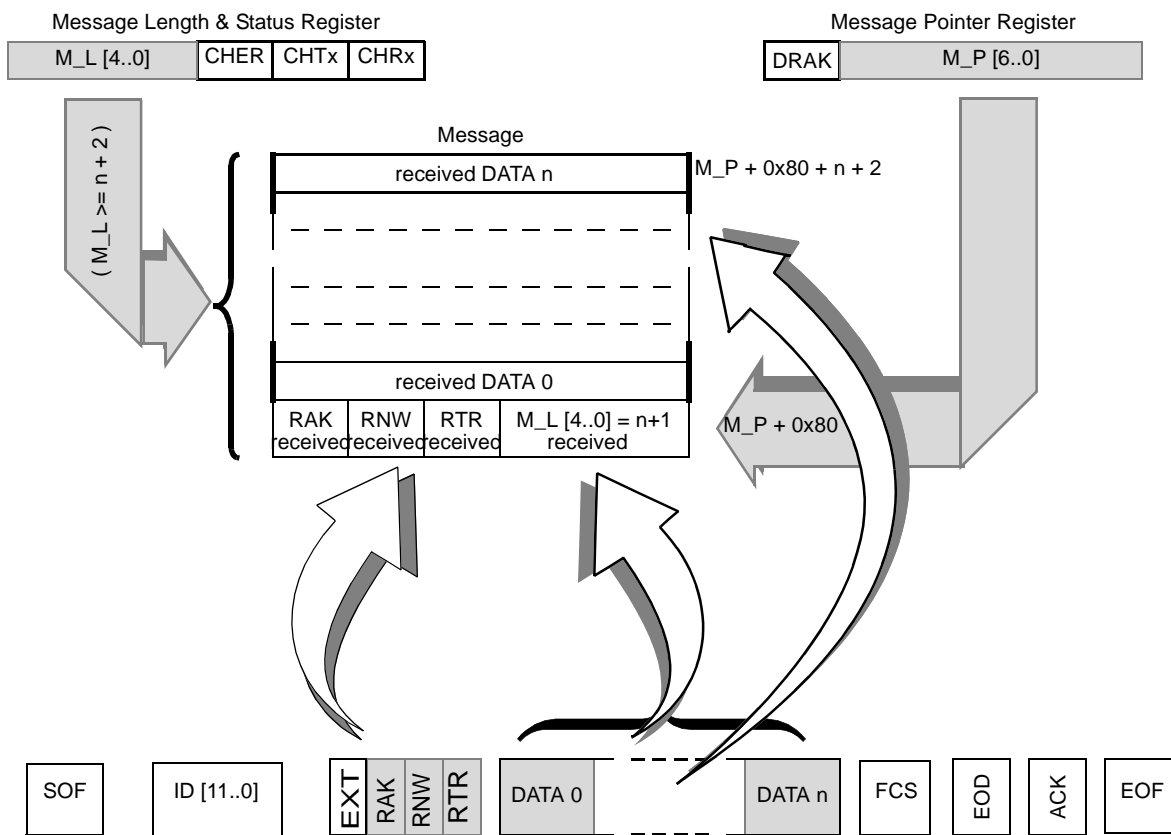 Message Length & Status Register
Message Pointer Register
M_L [4..0] CHER CHTx CHRx
DRAK M_P [6..0]
( M_L >= n + 2 )
Message
received DATA n
M_P + 0x80 + n + 2
received DATA 0
M_P + 0x80
RAK RNW RTR M_L [4..0] = n+1
received received received received
SOF ID [11..0] EXT RAK RNW RTR DATA 0 DATA n FCS EOD ACK EOF